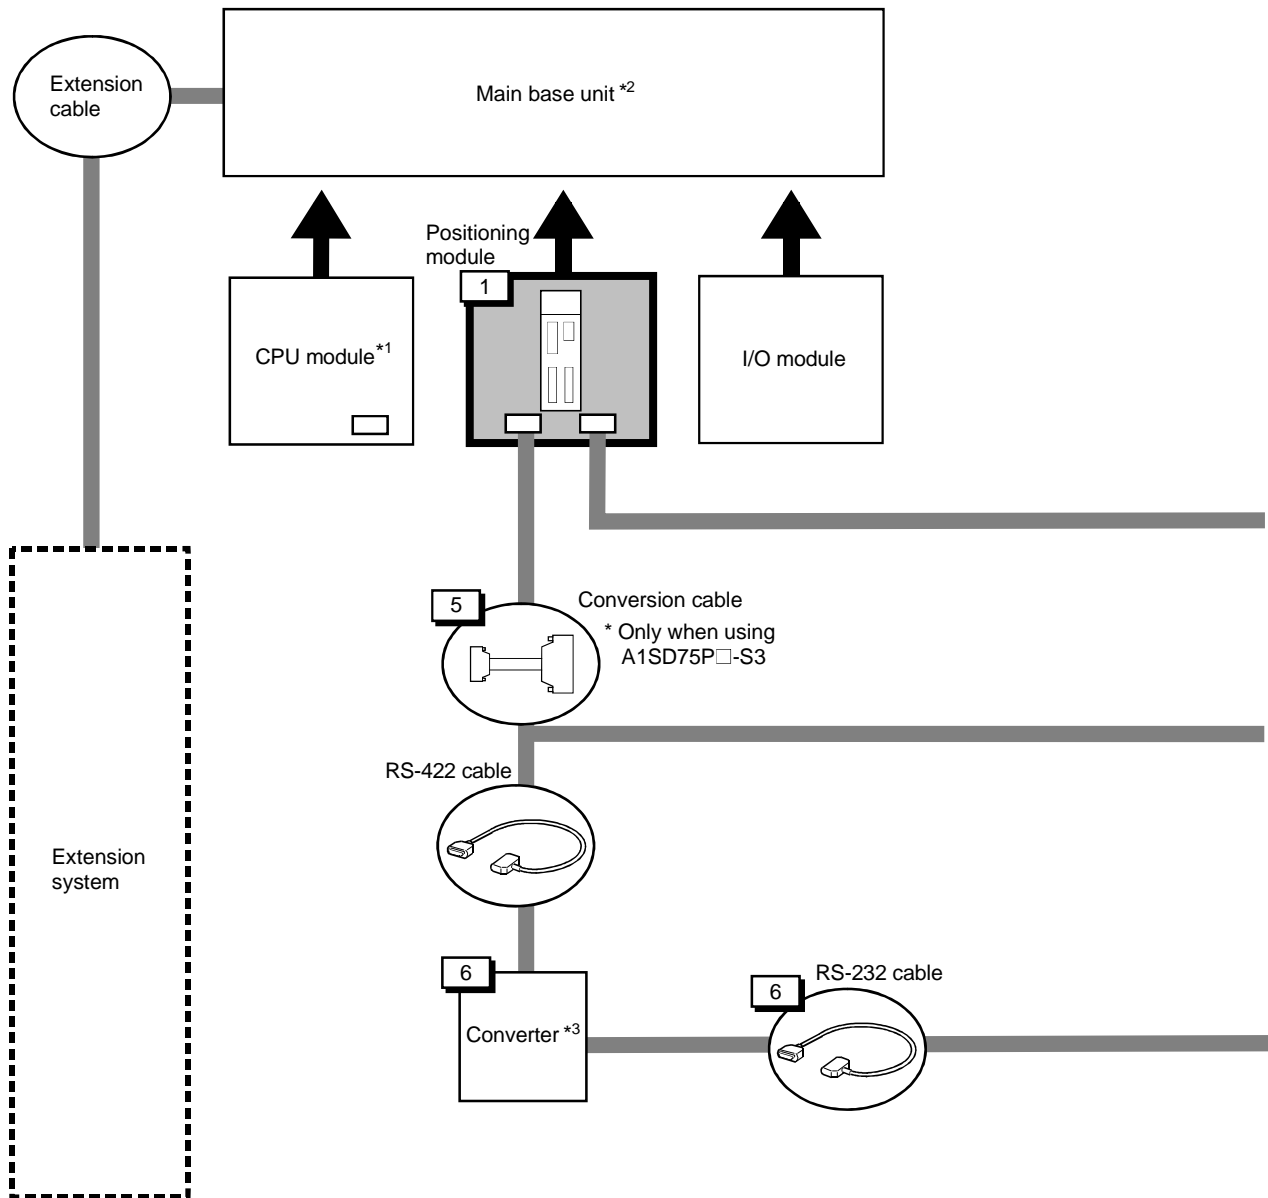 Extension
cable
Main base unit *2
Positioning
module
1
CPU module*1
I/O module
5
Conversion cable
* Only when using
A1SD75P□-S3
RS-422 cable
Extension
system
6
Converter *3
6
RS-232 cable